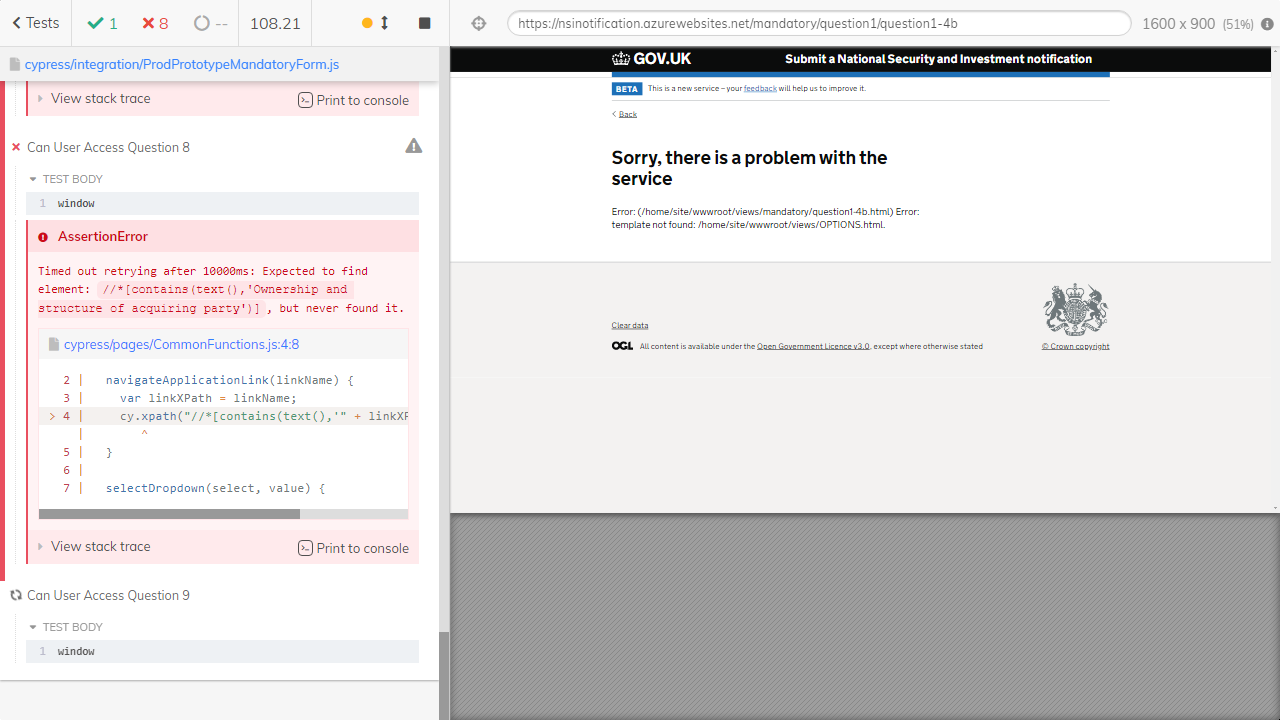 Tests
1
8
--
108.21
https://nsinotification.azurewebsites.net/mandatory/question1/question1-4b
1600 x 900 (51%)
cypress/integration/ProdPrototypeMandatoryForm.js
View stack trace
Print to console
Can User Access Question 8
TEST BODY
1 window
AssertionError
Timed out retrying after 10000ms: Expected to find
element: //*[contains(text(),'Ownership and
structure of acquiring party')] , but never found it.
cypress/pages/CommonFunctions.js:4:8
2 | navigateApplicationLink(linkName) {
3 | var linkXPath = linkName;
> 4 | cy.xpath("//*[contains(text(),'" + linkXP
| ^
5 | }
6 |
7 | selectDropdown(select, value) {
View stack trace
Print to console
Can User Access Question 9
TEST BODY
1 window
GOV.UK
Submit a National Security and Investment notification
BETA This is a new service – your feedback will help us to improve it.
Back
Sorry, there is a problem with the
service
Error: (/home/site/wwwroot/views/mandatory/question1-4b.html) Error:
template not found: /home/site/wwwroot/views/OPTIONS.html.
Clear data
OGL All content is available under the Open Government Licence v3.0, except where otherwise stated
© Crown copyright